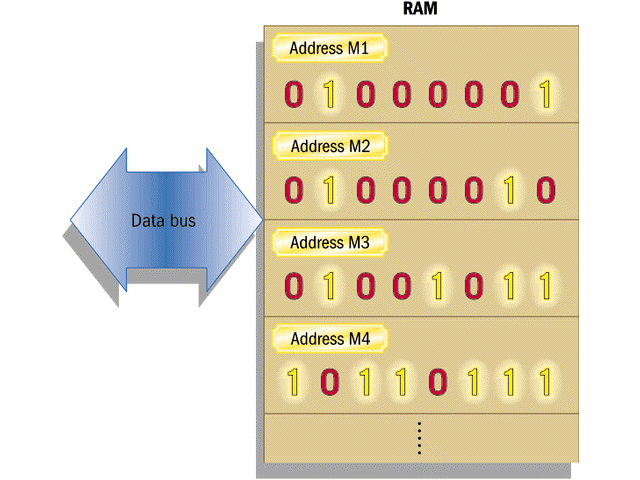 RAM
Address M1
0 1 0 0 0 0 0 1
Address M2
0 1 0 0 0 0 1 0
Data bus
Address M3
0 1 0 0 1 0 1 1
Address M4
1 0 1 1 0 1 1 1